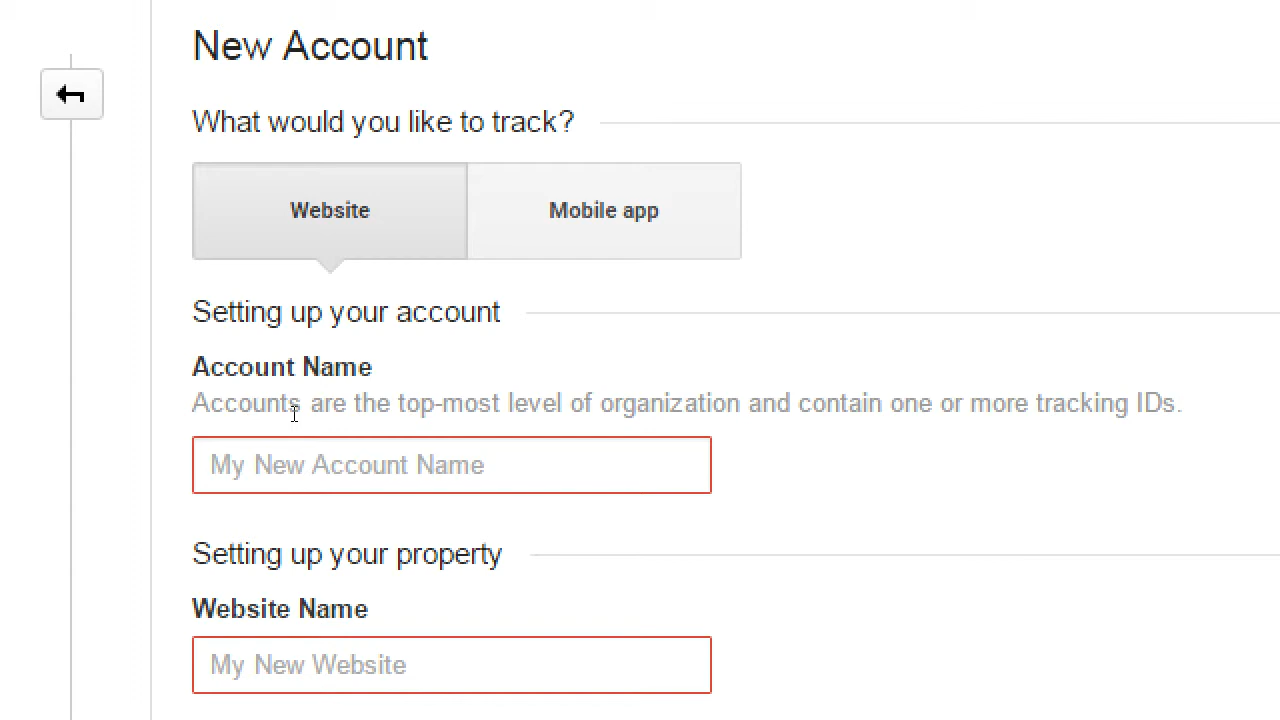 New Account
What would you like to track?
Website
Mobile app
Setting up your account
Account Name
Accounts are the top-most level of organization and contain one or more tracking IDs.
My New Account Name
Setting up your property
Website Name
My New Website